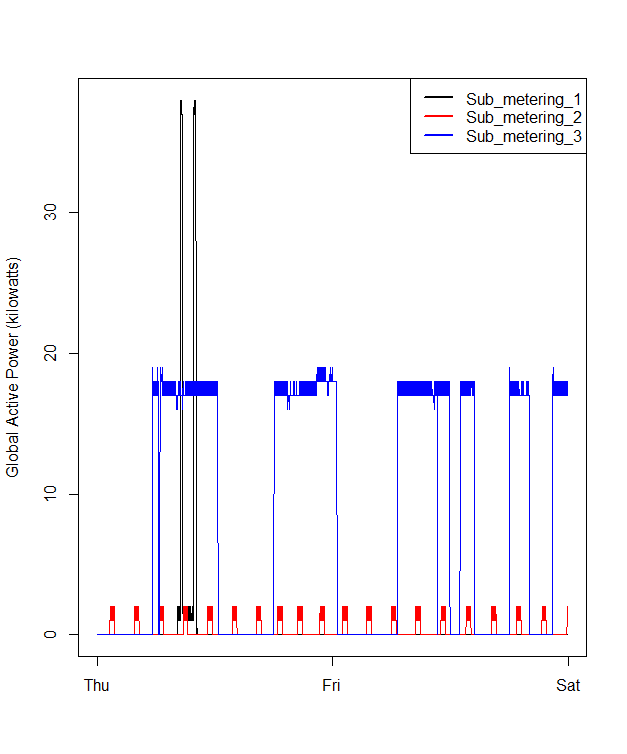 Sub_metering_1
Sub_metering_2
Sub_metering_3
Global Active Power (kilowatts)
30
20
10
0
Thu
Fri
Sat